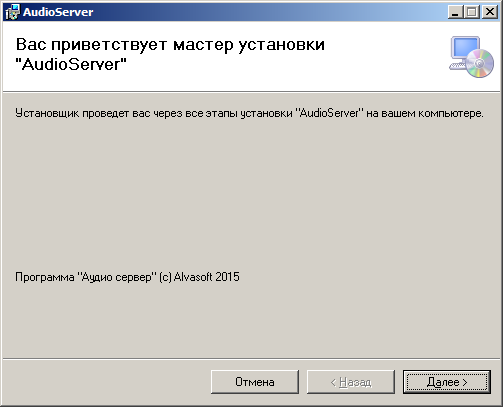 AudioServer
Вас приветствует мастер установки
"AudioServer"
Установщик проведет вас через все этапы установки "AudioServer" на вашем компьютере.
Программа "Аудио сервер" (c) Alvasoft 2015
Отмена
< Назад
Далее >